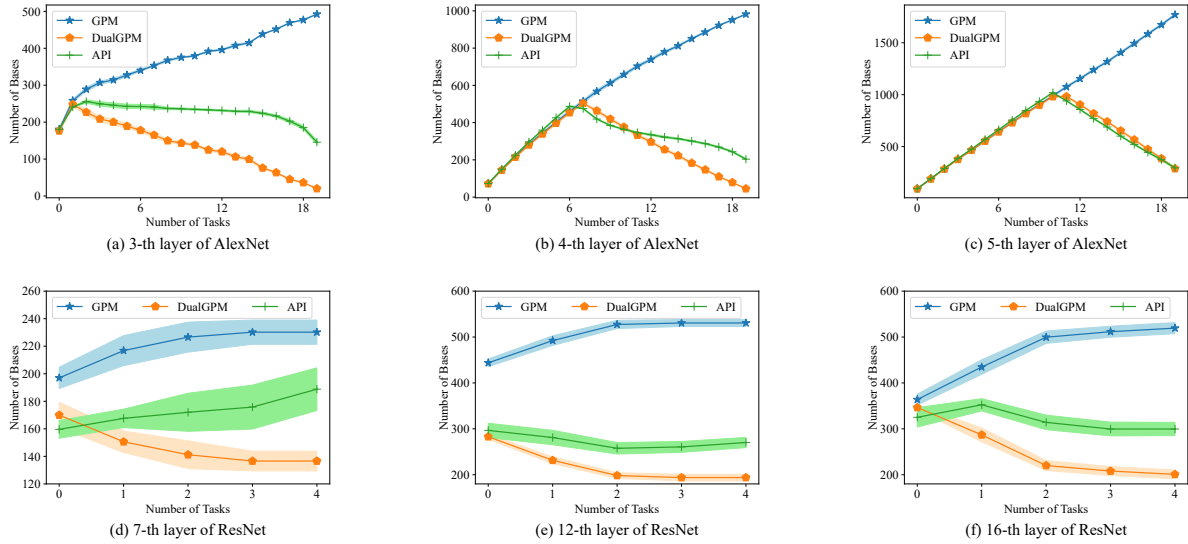 500
400
300
200
100
0
Number of Bases
GPM
DualGPM
API
0
6
12
18
Number of Tasks
(a) 3-th layer of AlexNet
1000
800
600
400
200
0
Number of Bases
GPM
DualGPM
API
0
6
12
18
Number of Tasks
(b) 4-th layer of AlexNet
1500
1000
500
Number of Bases
GPM
DualGPM
API
0
6
12
18
Number of Tasks
(c) 5-th layer of AlexNet
260
240
220
200
180
160
140
120
Number of Bases
GPM DualGPM API
0 1 2 3 4
Number of Tasks
(d) 7-th layer of ResNet
600
500
400
300
200
Number of Bases
GPM DualGPM API
0 1 2 3 4
Number of Tasks
(e) 12-th layer of ResNet
600
500
400
300
200
Number of Bases
GPM DualGPM API
0 1 2 3 4
Number of Tasks
(f) 16-th layer of ResNet